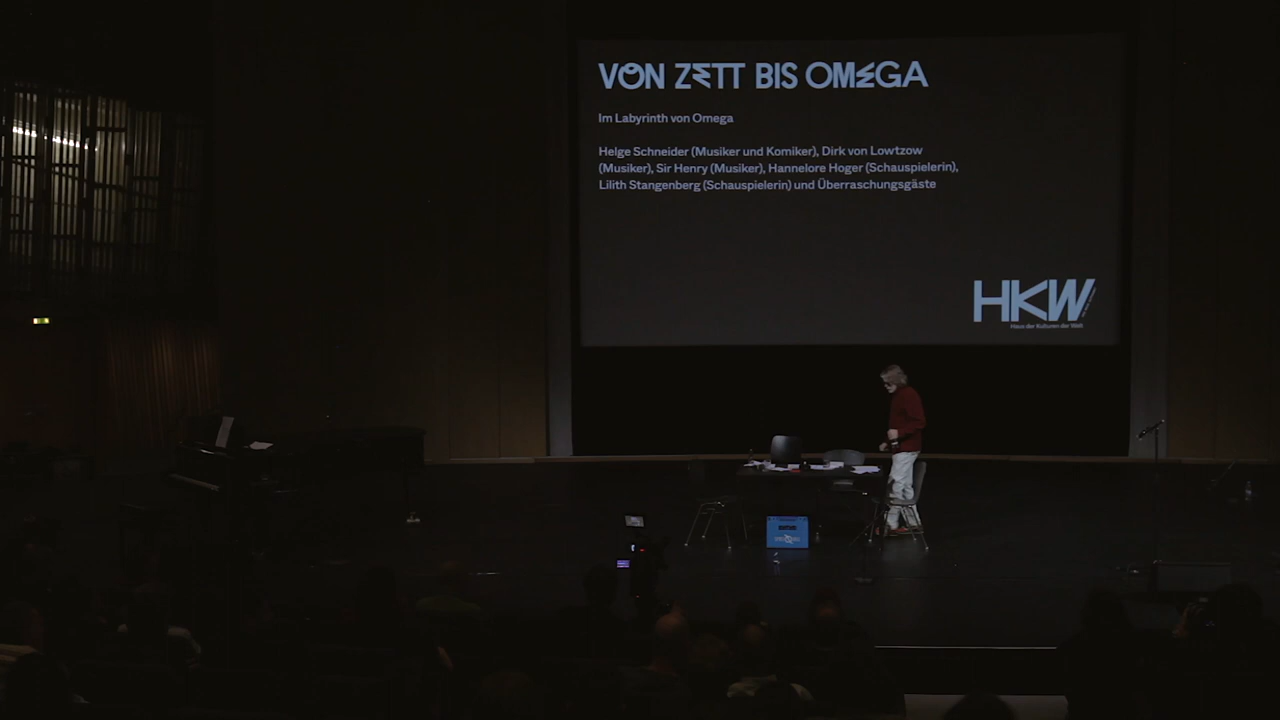 VON ZETT BIS OMEGA
Im Labyrinth von Omega
Helge Schneider (Musiker und Komiker), Dirk von Lowtzow
(Musiker), Sir Henry (Musiker), Hannelore Hoger (Schauspielerin),
Lilith Stangenberg (Schauspielerin) und Überraschungsgäste
HKW
Haus der Kulturen der Welt